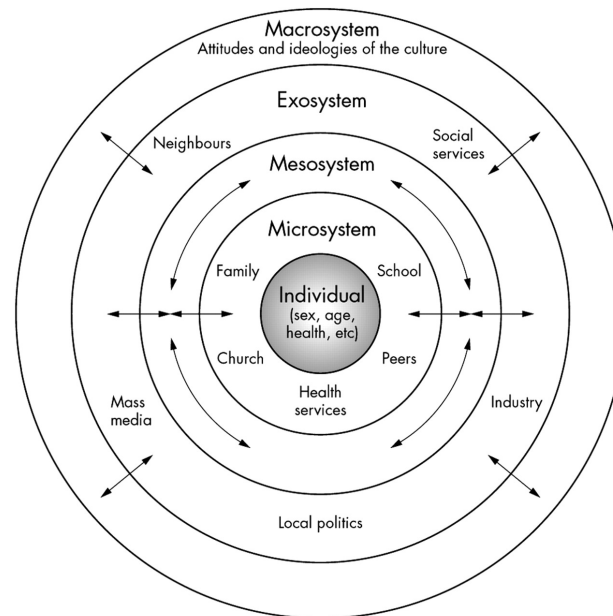 Macrosystem
Attitudes and ideologies of the culture
Exosystem
Neighbours
Social
services
Mesosystem
Microsystem
Family
School
Individual
(sex, age,
health, etc)
Church
Peers
Health
services
Mass
media
Industry
Local politics